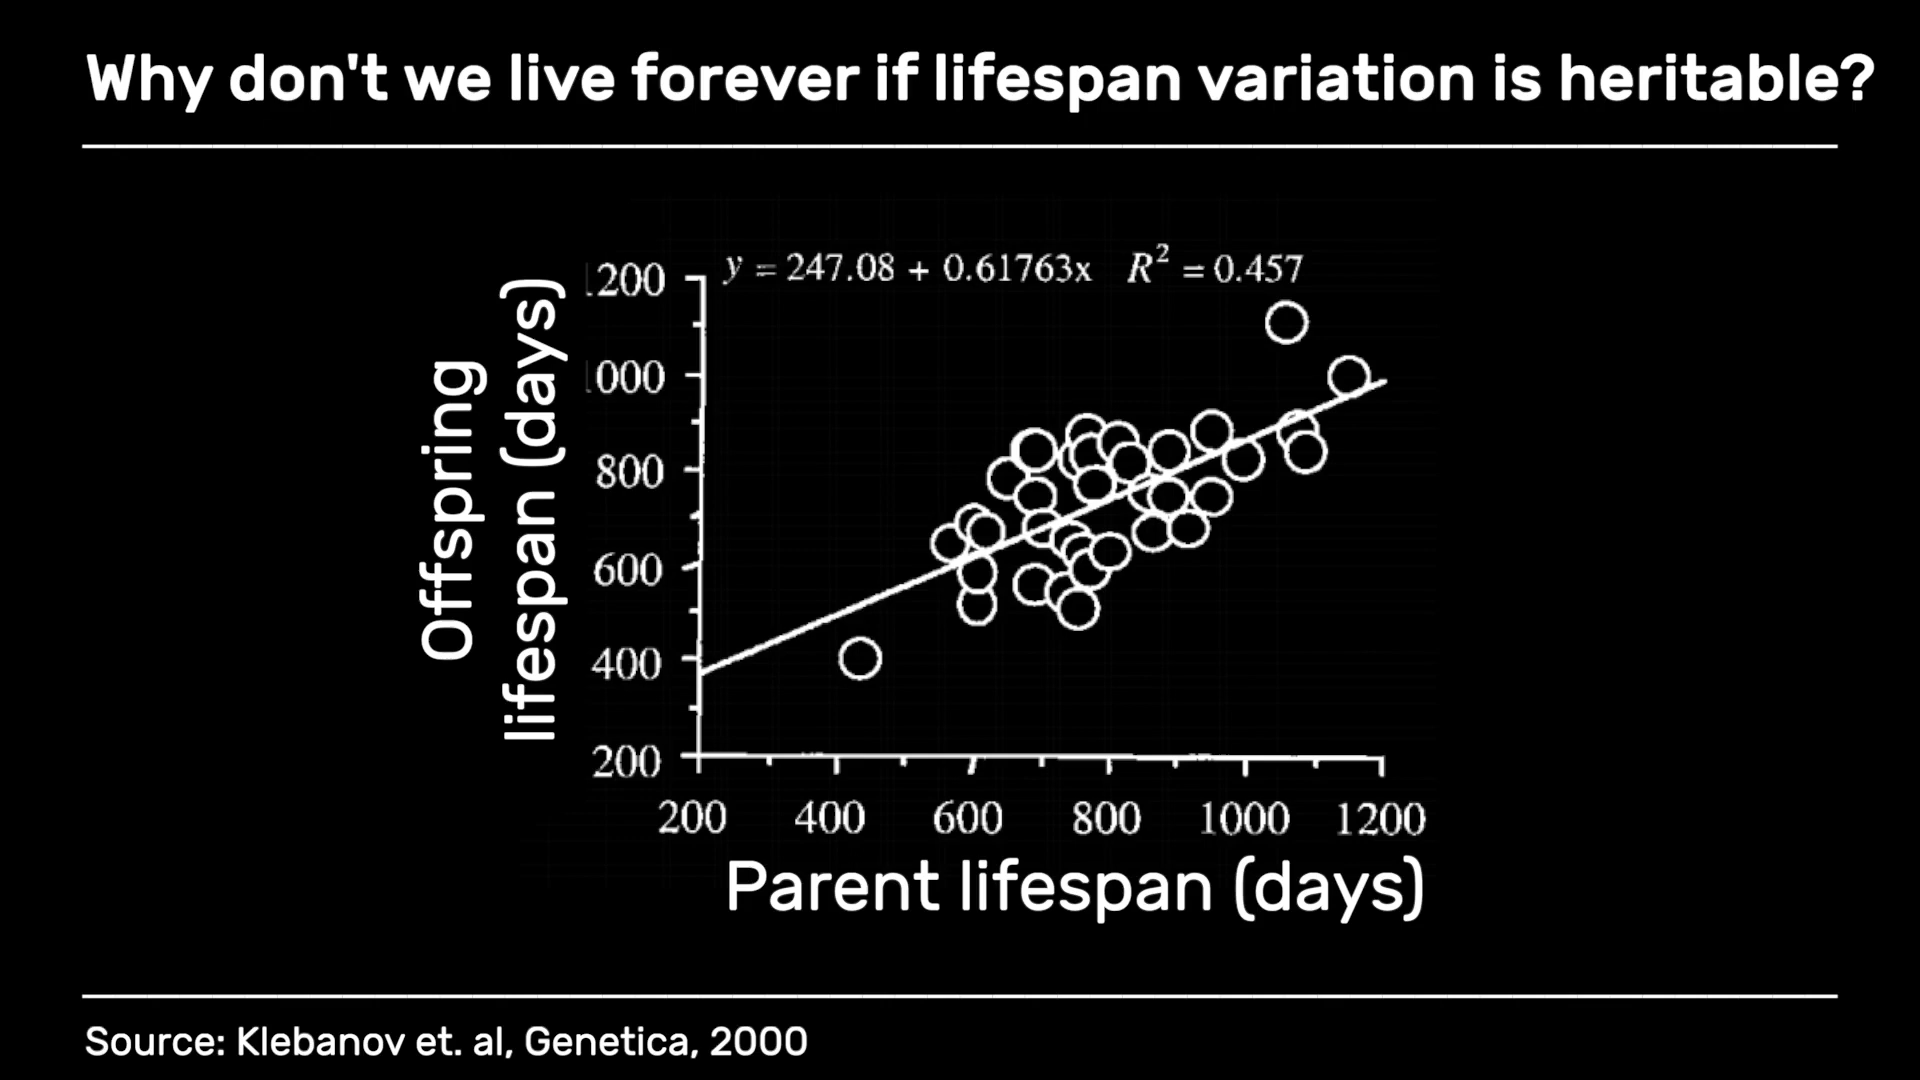 Why don't we live forever if lifespan variation is heritable?
y = 247.08 + 0.61763x R² = 0.457
Offspring
lifespan (days)
1200
1000
800
600
400
200
200 400 600 800 1000 1200
Parent lifespan (days)
Source: Klebanov et. al, Genetica, 2000